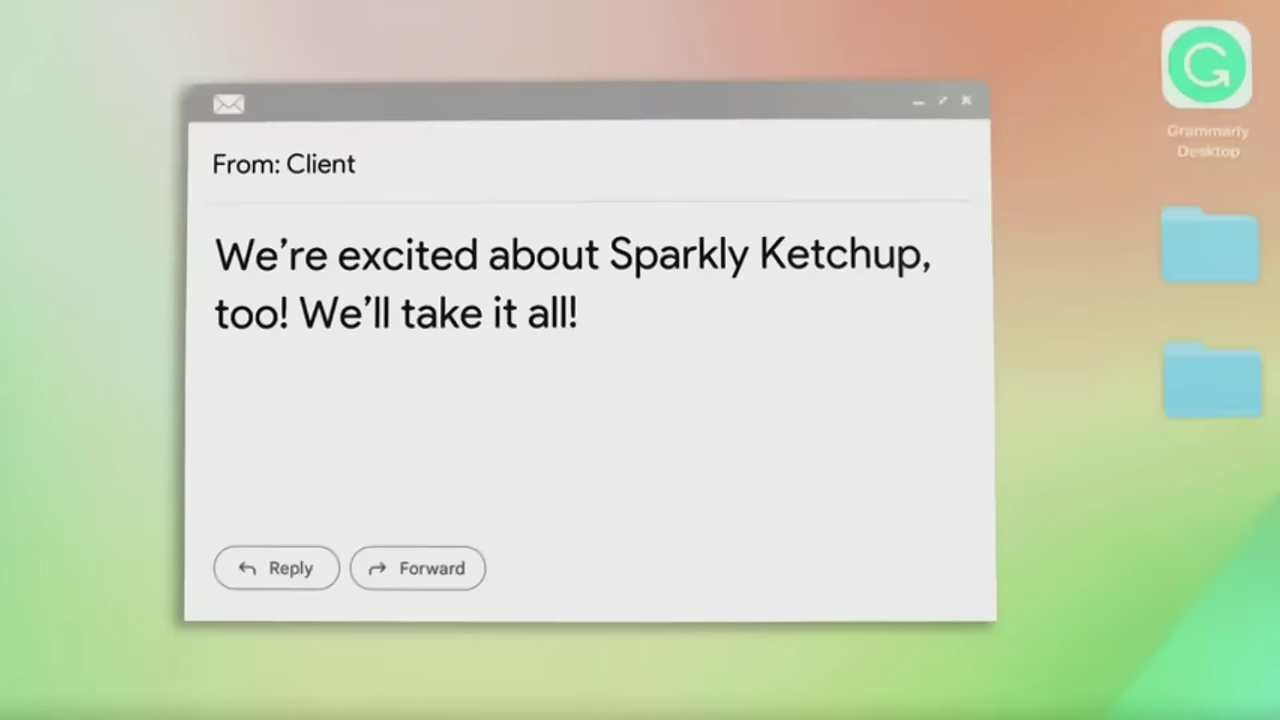 From: Client
We’re excited about Sparkly Ketchup,
too! We’ll take it all!
Reply
Forward
Grammarly
Desktop